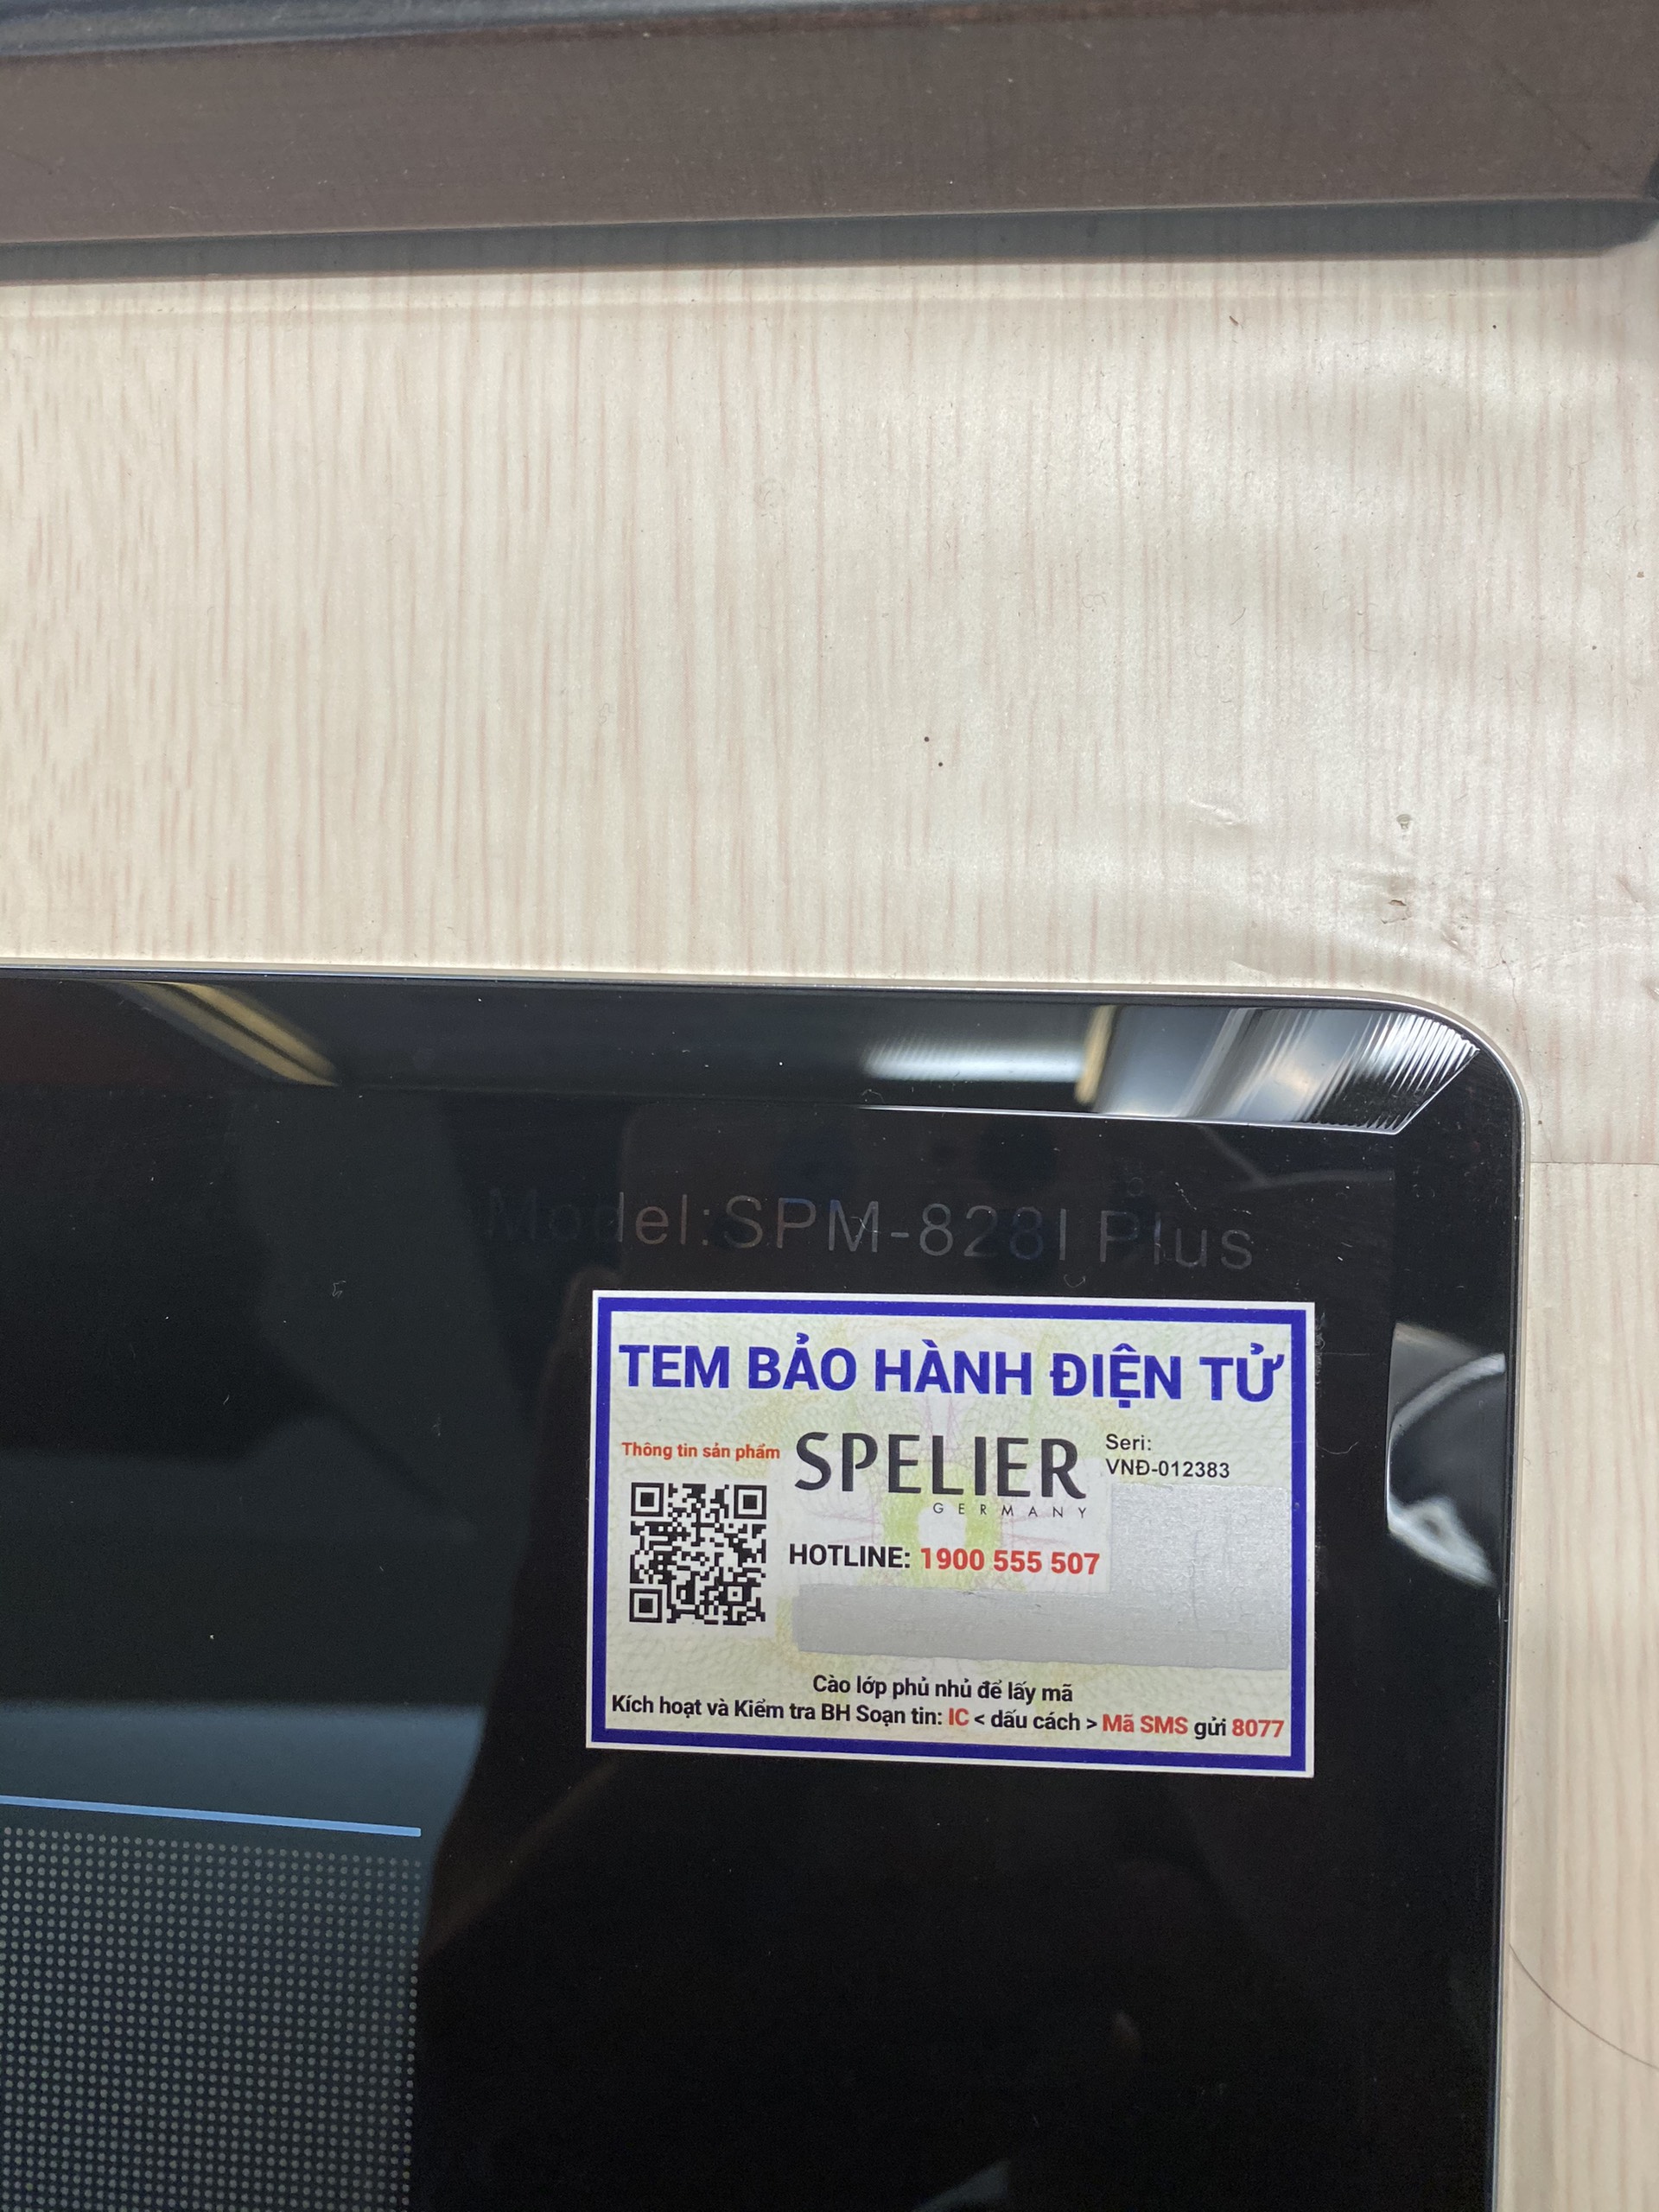 Model:SPM-828I Plus
TEM BẢO HÀNH ĐIỆN TỬ
Thông tin sản phẩm
SPELIER
GERMANY
Seri:
VNĐ-012383
HOTLINE: 1900 555 507
Cào lớp phủ nhủ để lấy mã
Kích hoạt và Kiểm tra BH Soạn tin: IC < dấu cách > Mã SMS gửi 8077